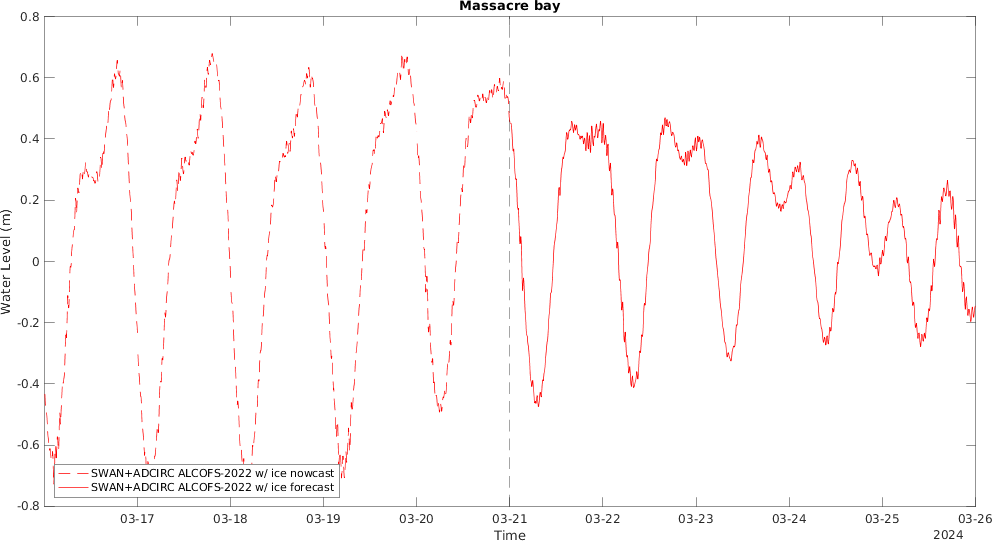 Massacre bay
0.8
0.6
0.4
0.2
0
-0.2
-0.4
-0.6
-0.8
Water Level (m)
SWAN+ADCIRC ALCOFS-2022 w/ ice nowcast
SWAN+ADCIRC ALCOFS-2022 w/ ice forecast
03-17 03-18 03-19 03-20 03-21 03-22 03-23 03-24 03-25 03-26
Time
2024